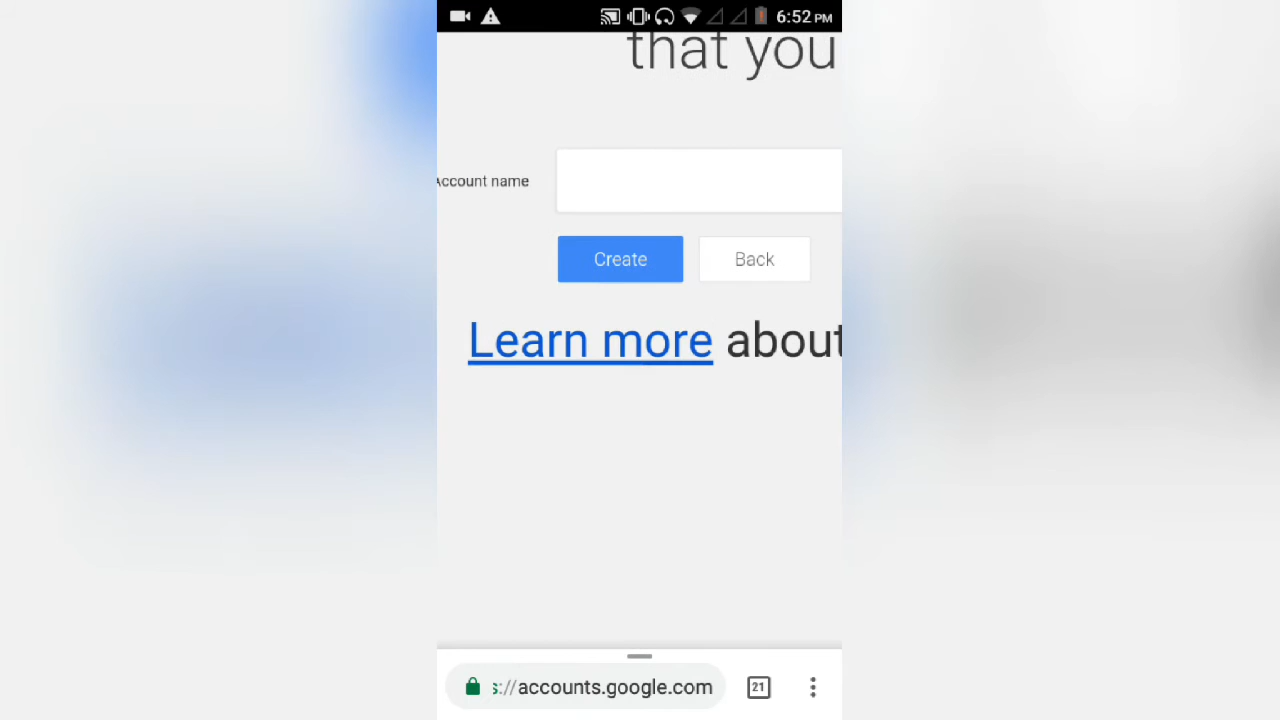 6:52 PM
that you
Account name
Create Back
Learn more about
s://accounts.google.com 21